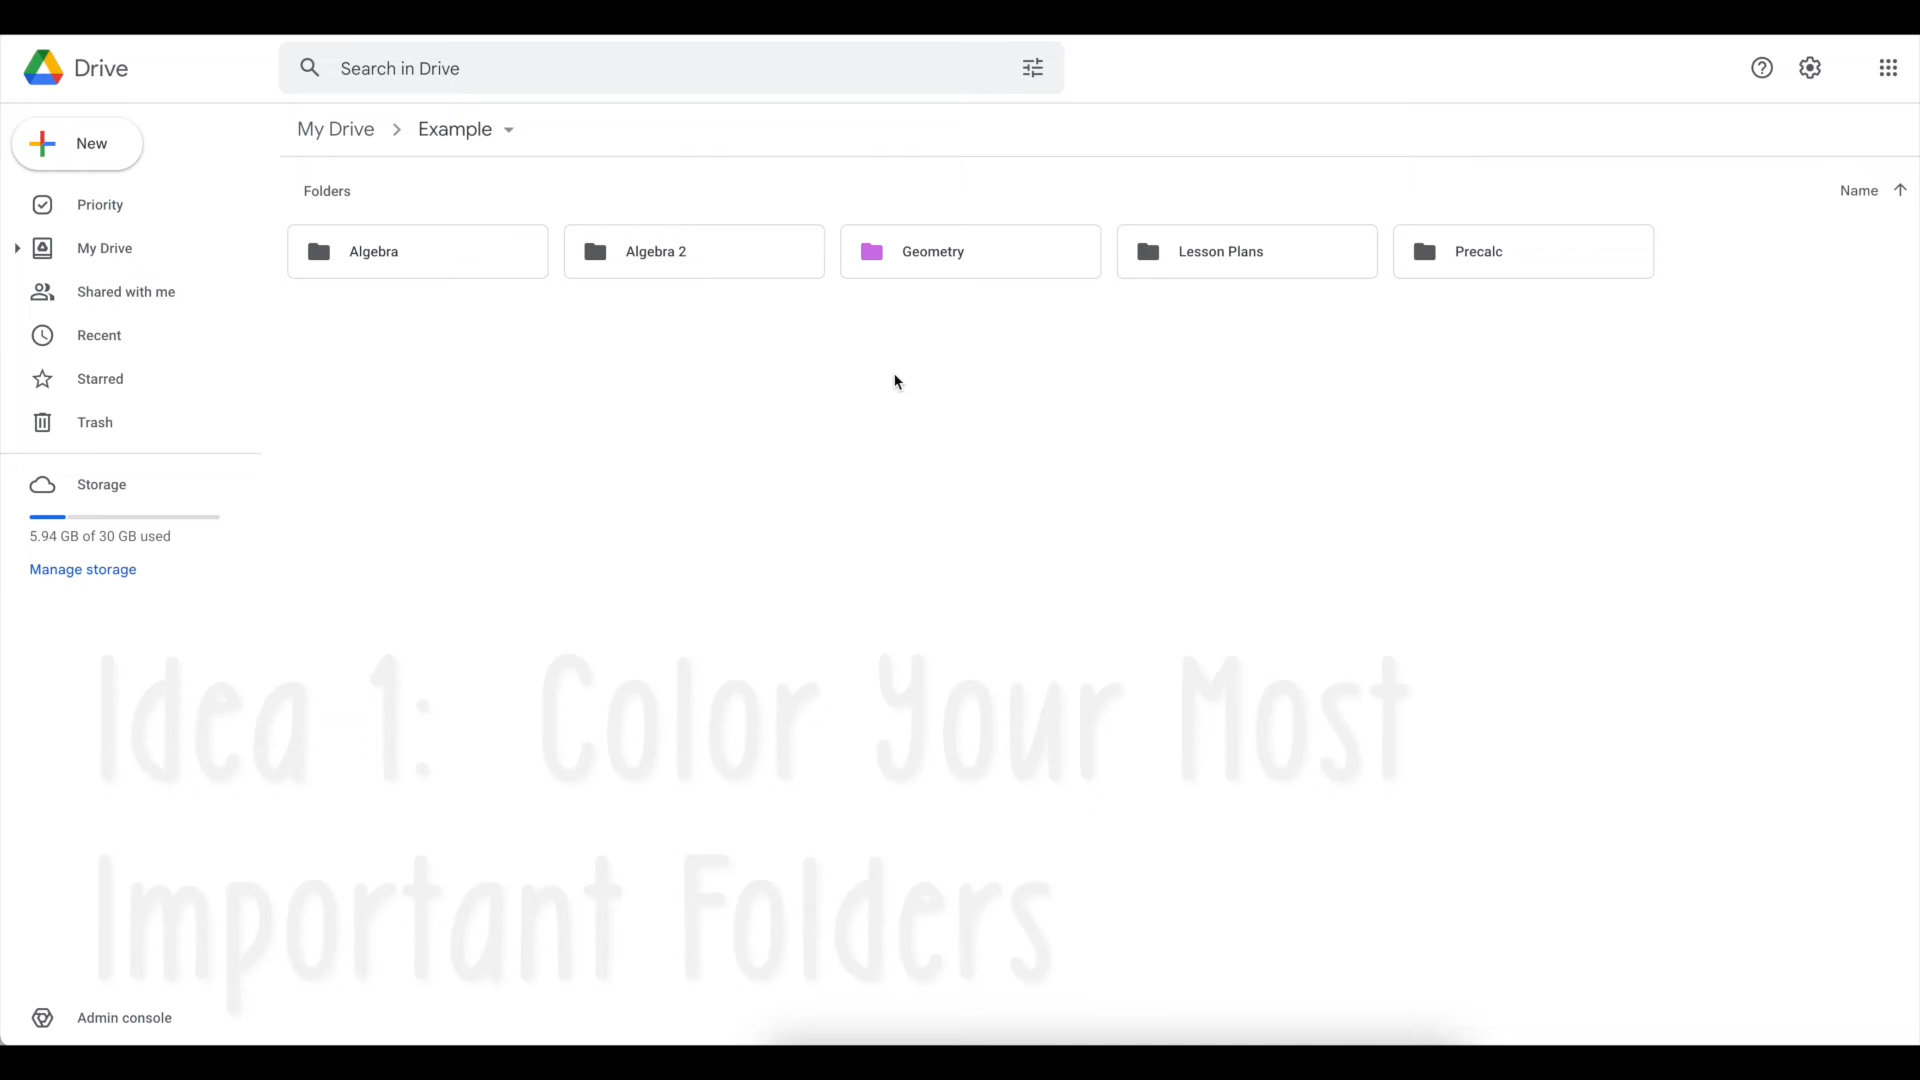 Drive
Search in Drive
New
My Drive > Example
Folders
Name
Algebra
Algebra 2
Geometry
Lesson Plans
Precalc
Priority
My Drive
Shared with me
Recent
Starred
Trash
Storage
5.94 GB of 30 GB used
Manage storage
Idea 1: Color Your Most
Important Folders
Admin console